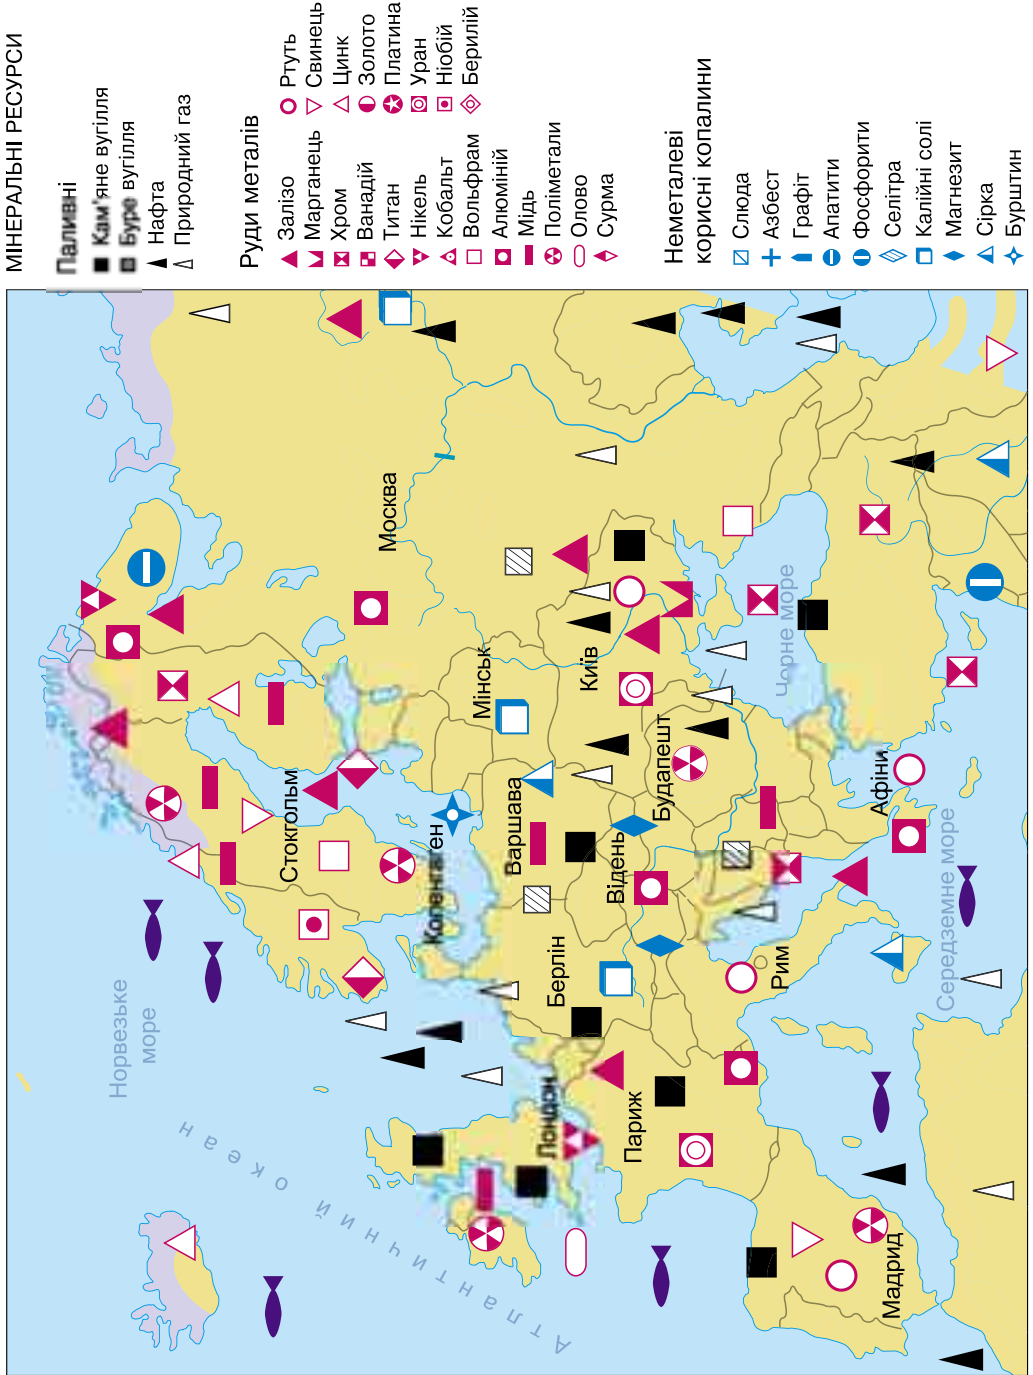 МІНЕРАЛЬНІ РЕСУРСИ
Паливні
Кам'яне вугілля
Буре вугілля
Нафта
Природний газ
Руди металів
Залізо
Марганець
Хром
Ванадій
Титан
Нікель
Кобальт
Вольфрам
Алюміній
Мідь
Поліметали
Олово
Сурма
Ртуть
Свинець
Цинк
Золото
Платина
Уран
Ніобій
Берилій
Неметалеві
корисні копалини
Слюда
Азбест
Графіт
Апатити
Фосфорити
Селітра
Калійні солі
Магнезит
Сірка
Бурштин
Норвезьке
море
Атлантичний океан
Стокгольм
Москва
Копенгаген
Мінськ
Варшава
Берлін
Лондон
Київ
Відень
Будапешт
Париж
Рим
Чорне море
Афіни
Мадрид
Середземне море